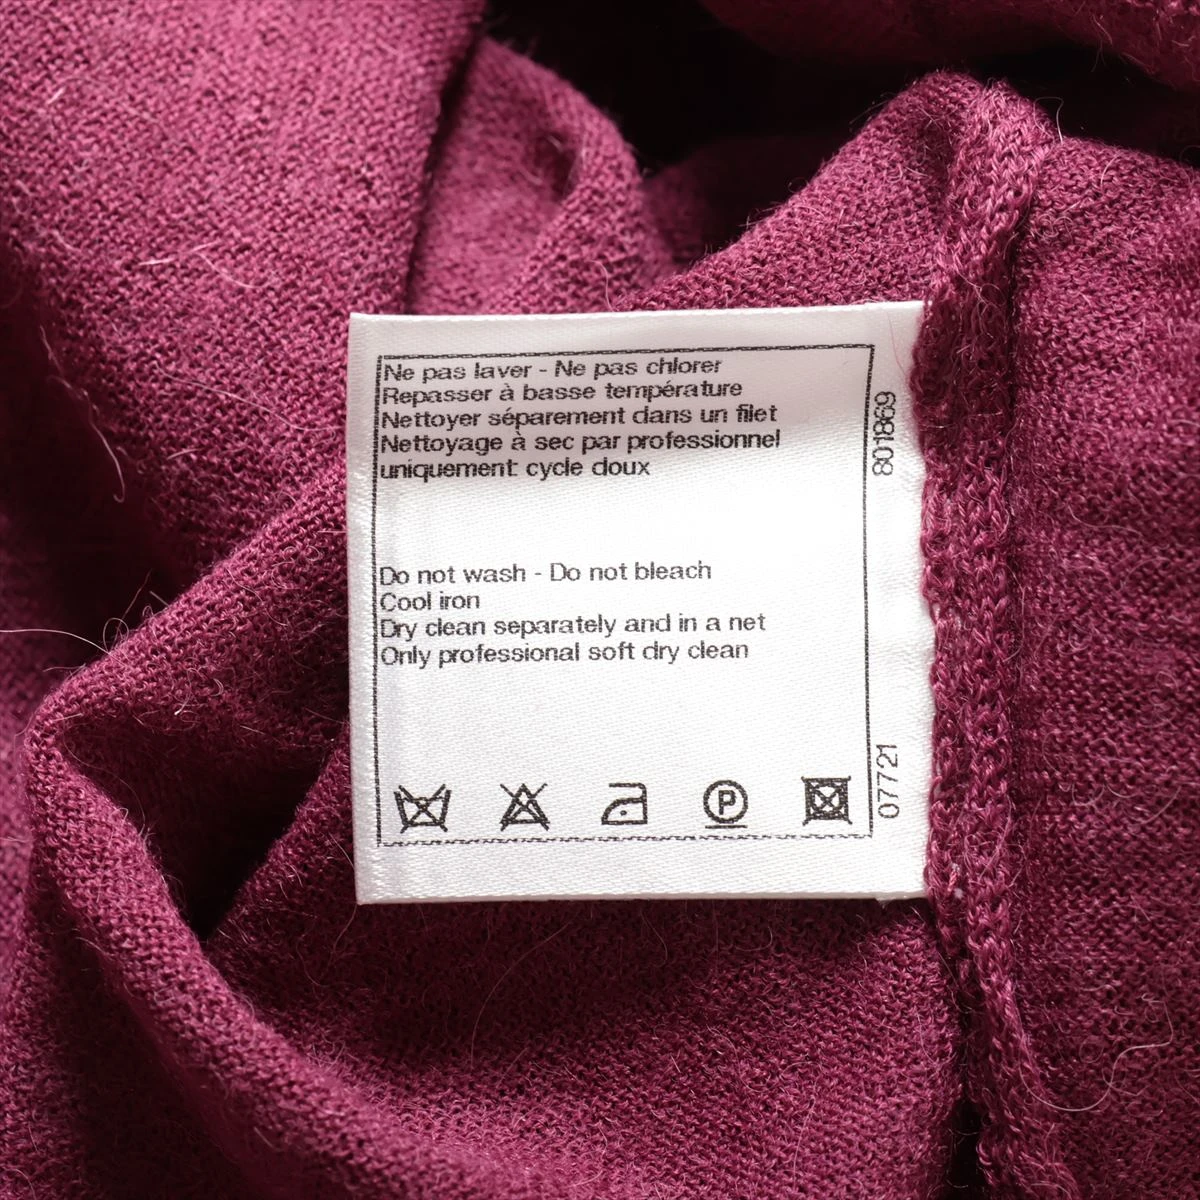 Ne pas laver - Ne pas chlorer
Repasser à basse température
Nettoyer séparement dans un filet
Nettoyage à sec par professionnel
uniquement: cycle doux
Do not wash - Do not bleach
Cool iron
Dry clean separately and in a net
Only professional soft dry clean
P
801869
07721